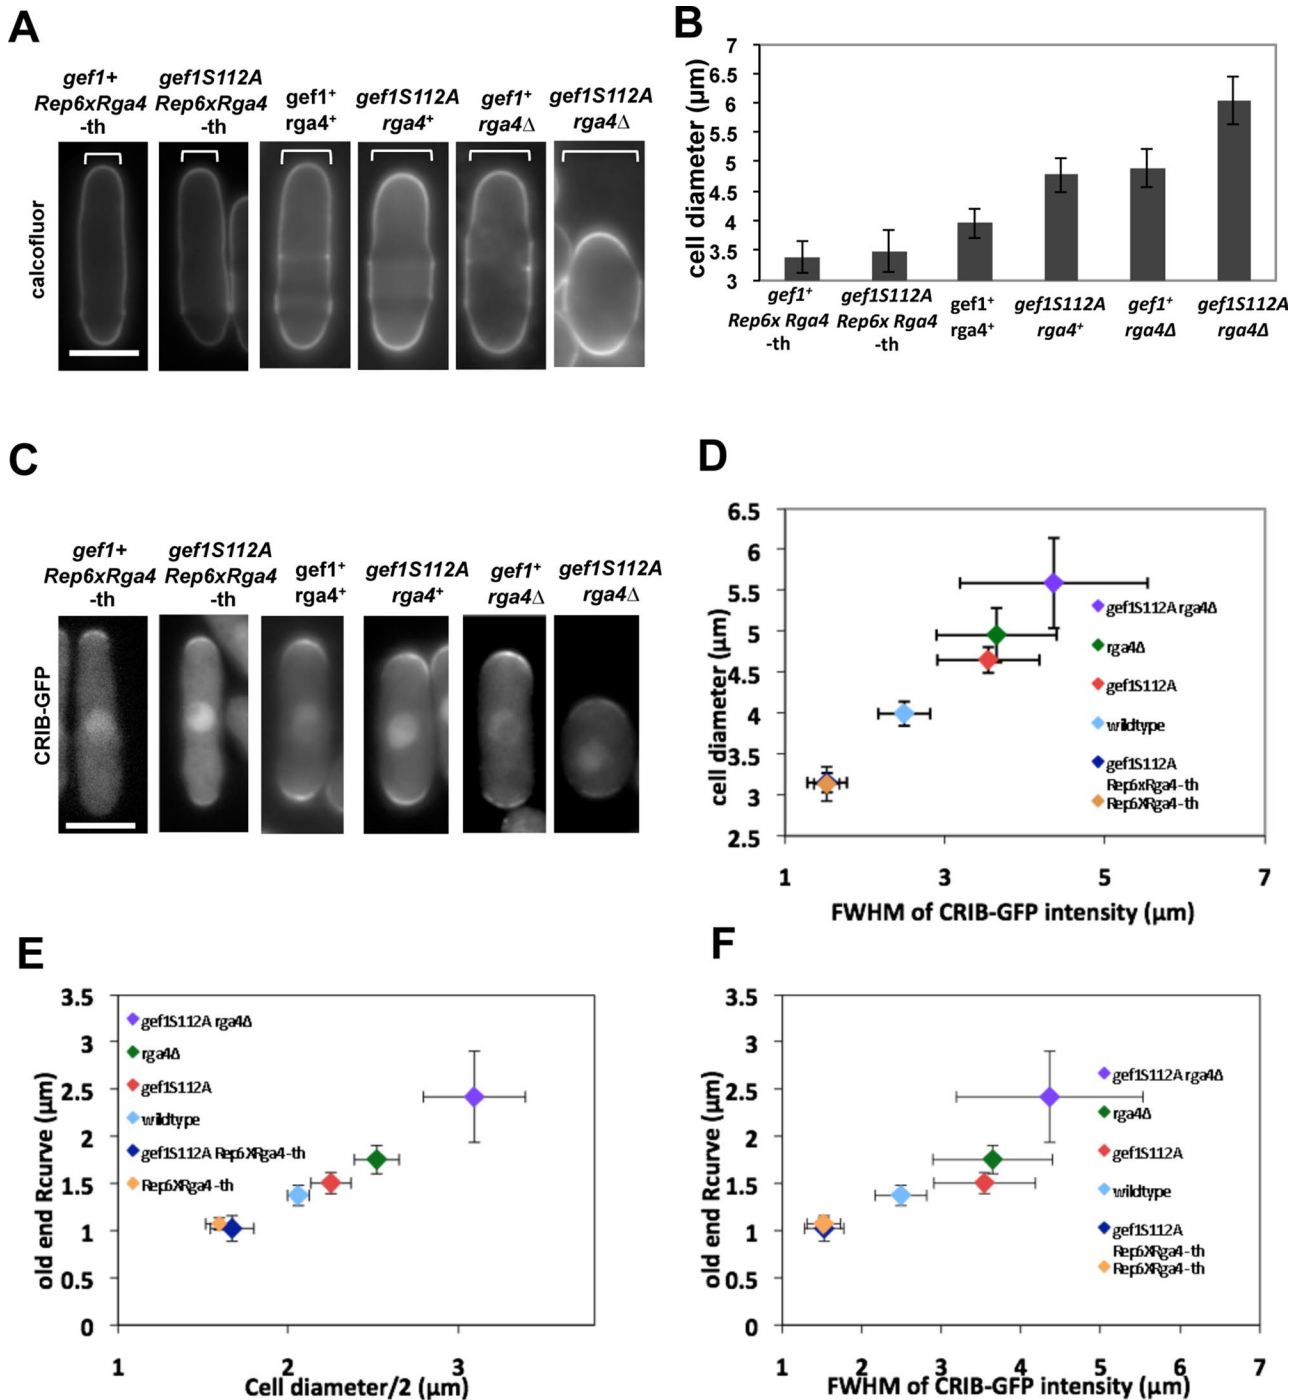 A
gef1+
Rep6xRga4
-th
gef1S112A
Rep6xRga4
-th
gef1+
rga4+
gef1S112A
rga4+
gef1+
rga4Δ
gef1S112A
rga4Δ
calcofluor
B
7
6.5
6
5.5
5
4.5
4
3.5
3
cell diameter (μm)
gef1+
Rep6x Rga4
-th
gef1S112A
Rep6x Rga4
-th
gef1+
rga4+
gef1S112A
rga4+
gef1+
rga4Δ
gef1S112A
rga4Δ
C
gef1+
Rep6xRga4
-th
gef1S112A
Rep6xRga4
-th
gef1+
rga4+
gef1S112A
rga4+
gef1+
rga4Δ
gef1S112A
rga4Δ
CRIB-GFP
D
6.5
6
5.5
5
4.5
4
3.5
3
2.5
cell diameter (μm)
gef1S112A rga4Δ
rga4Δ
gef1S112A
wildtype
gef1S112A
Rep6xRga4-th
Rep6XRga4-th
1 3 5 7
FWHM of CRIB-GFP intensity (μm)
E
3.5
3
2.5
2
1.5
1
0.5
0
old end Rcurve (μm)
gef1S112A rga4Δ
rga4Δ
gef1S112A
wildtype
gef1S112A Rep6XRga4-th
Rep6XRga4-th
1 2 3
Cell diameter/2 (μm)
F
3.5
3
2.5
2
1.5
1
0.5
0
old end Rcurve (μm)
gef1S112A rga4Δ
rga4Δ
gef1S112A
wildtype
gef1S112A
Rep6XRga4-th
Rep6XRga4-th
1 2 3 4 5 6 7
FWHM of CRIB-GFP intensity (μm)